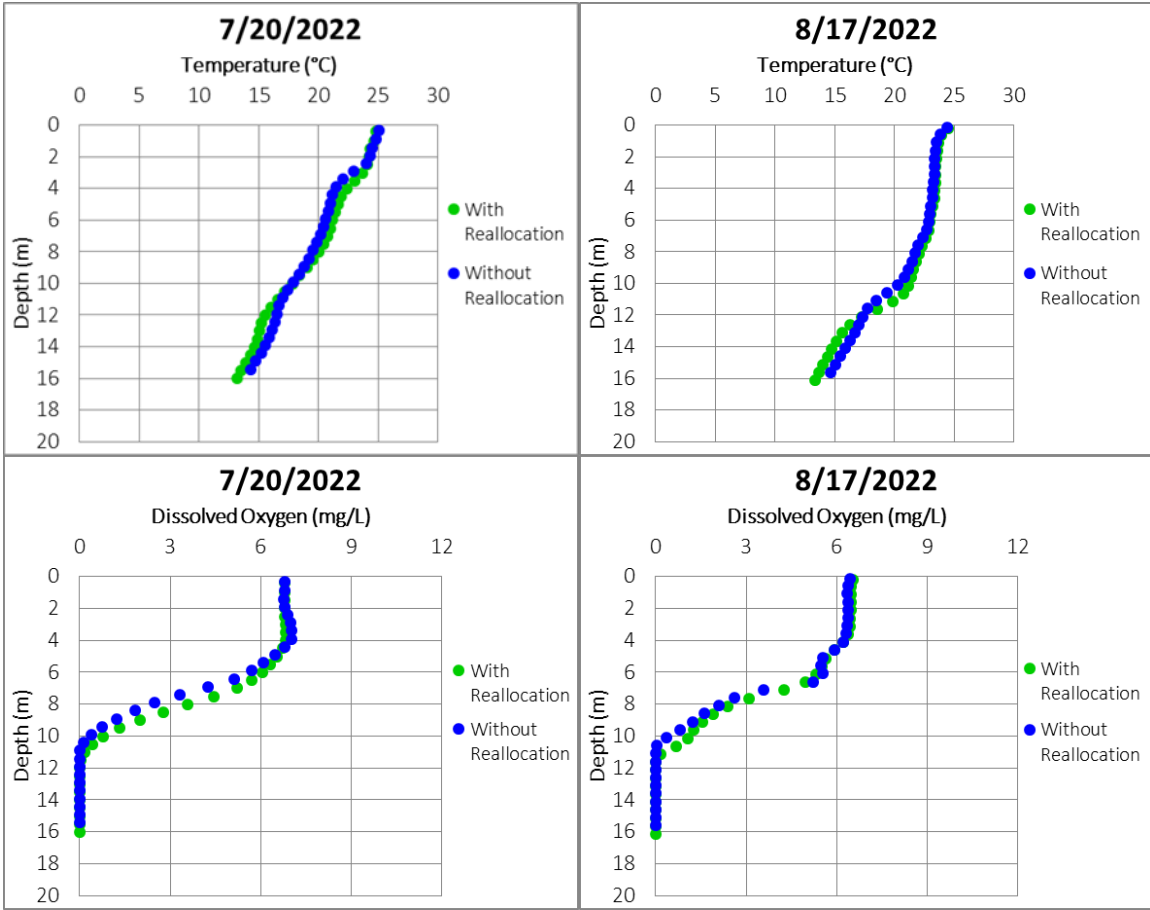 7/20/2022
Temperature (°C)
0 5 10 15 20 25 30
0
2
4
6
8
10
12
14
16
18
20
Depth (m)
With
Reallocation
Without
Reallocation
8/17/2022
Temperature (°C)
0 5 10 15 20 25 30
0
2
4
6
8
10
12
14
16
18
20
Depth (m)
With
Reallocation
Without
Reallocation
7/20/2022
Dissolved Oxygen (mg/L)
0 3 6 9 12
0
2
4
6
8
10
12
14
16
18
20
Depth (m)
With
Reallocation
Without
Reallocation
8/17/2022
Dissolved Oxygen (mg/L)
0 3 6 9 12
0
2
4
6
8
10
12
14
16
18
20
Depth (m)
With
Reallocation
Without
Reallocation